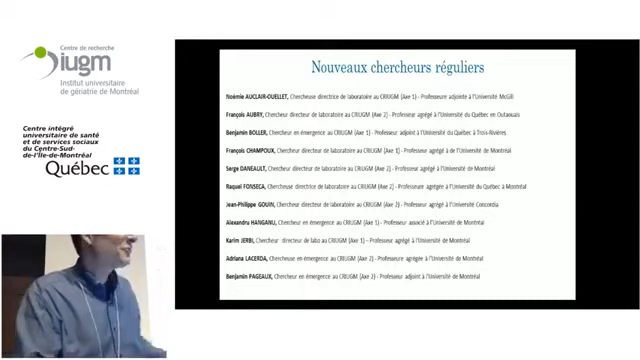 Centre de recherche
iugm
Institut universitaire
de gériatrie de Montréal
Centre intégré
universitaire de santé
et de services sociaux
du Centre-Sud-
de-l'Île-de-Montréal
Québec
Nouveaux chercheurs réguliers
Noémie AUCLAIR-OUELLET, Chercheuse directrice de laboratoire au CRIUGM (Axe 1) - Professeure adjointe à l'Université McGill
François AUBRY, Chercheur directeur de laboratoire au CRIUGM (Axe 2) - Professeur agrégé à l'Université du Québec en Outaouais
Benjamin BOLLER, Chercheur en émergence au CRIUGM (Axe 1) - Professeur adjoint à l'Université du Québec à Trois-Rivières
François CHAMPOUX, Chercheur directeur de laboratoire au CRIUGM (Axe 1) - Professeur agrégé à de l'Université de Montréal
Serge DANEAULT, Chercheur directeur de laboratoire au CRIUGM (Axe 2) - Professeur agrégé à l'Université de Montréal
Raquel FONSECA, Chercheuse directrice de laboratoire au CRIUGM (Axe 2) - Professeure agrégée à l'Université du Québec à Montréal
Jean-Philippe GOUIN, Chercheur directeur de laboratoire au CRIUGM (Axe 2) - Professeur agrégé à l'Université Concordia
Alexandru HANGANU, Chercheur en émergence au CRIUGM (Axe 1) - Professeur associé à l'Université de Montréal
Karim JERBI, Chercheur directeur de labo au CRIUGM (Axe 1) - Professeur agrégé à l'Université de Montréal
Adriana LACERDA, Chercheuse en émergence au CRIUGM (Axe 2) - Professeure agrégée à l'Université de Montréal
Benjamin PAGEAUX, Chercheur en émergence au CRIUGM (Axe 2) - Professeur adjoint à l'Université de Montréal